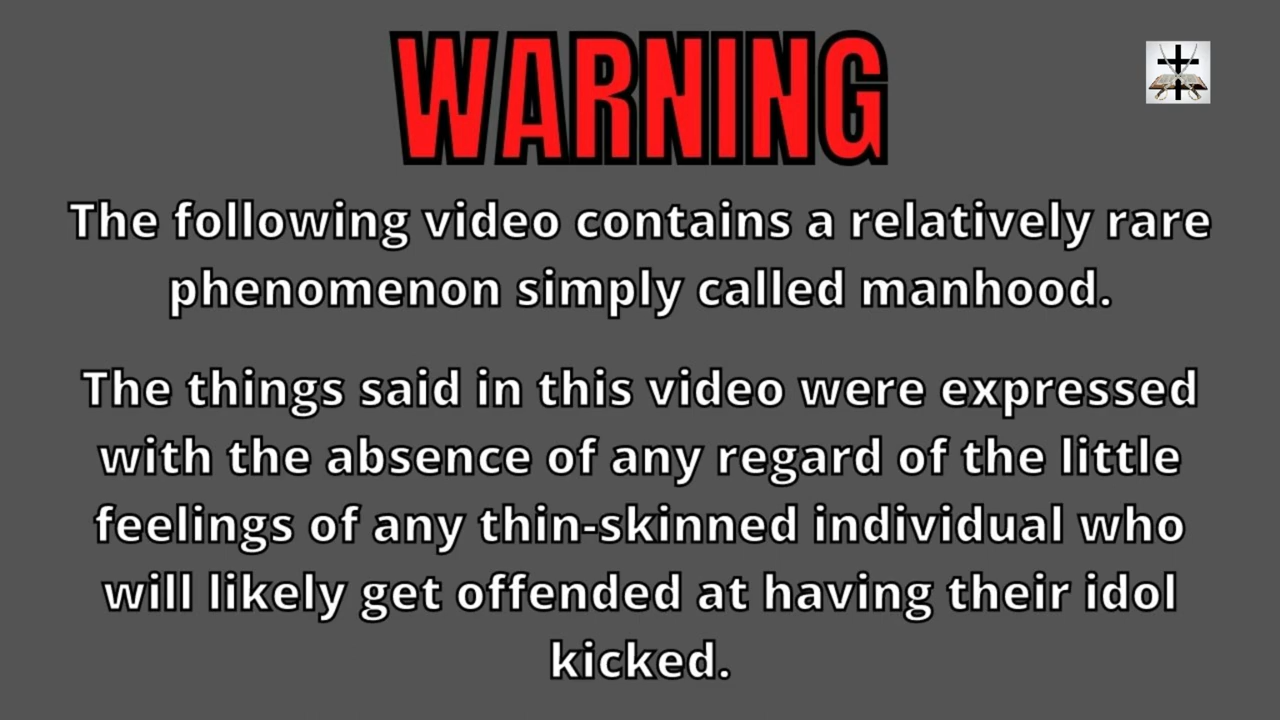 WARNING
The following video contains a relatively rare
phenomenon simply called manhood.
The things said in this video were expressed
with the absence of any regard of the little
feelings of any thin-skinned individual who
will likely get offended at having their idol
kicked.